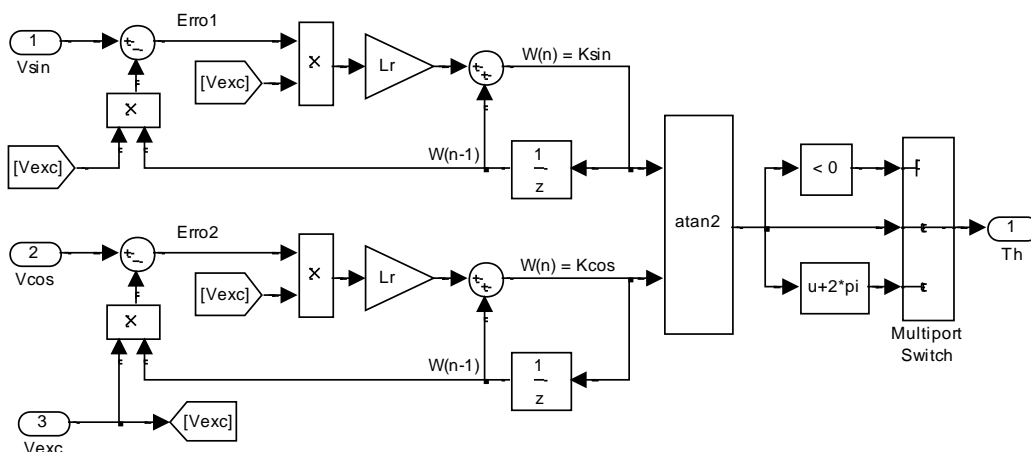 1
Vsin
Erro1
[Vexc]
Lr
W(n) = Ksin
[Vexc]
W(n-1)
1
z
atan2
< 0
u+2*pi
Multiport
Switch
1
Th
2
Vcos
Erro2
[Vexc]
Lr
W(n) = Kcos
W(n-1)
1
z
3
Vexc
[Vexc]